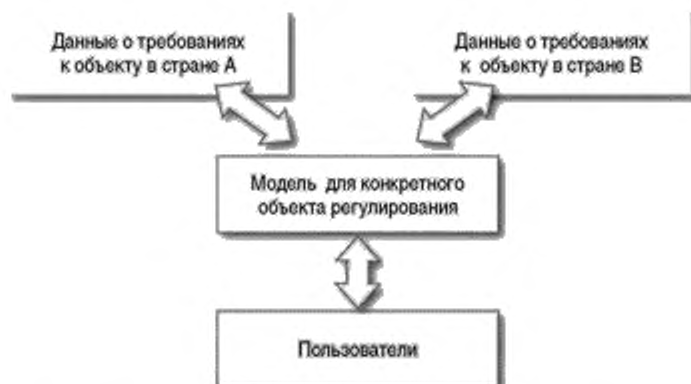 Данные о требованиях
к объекту в стране А
Данные о требованиях
к объекту в стране В
Модель для конкретного
объекта регулирования
Пользователи